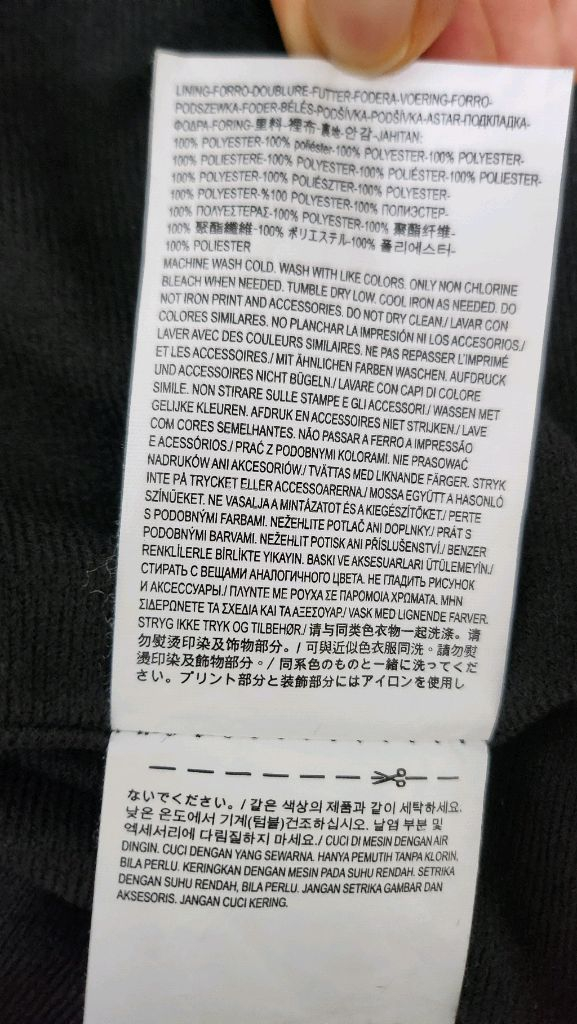 LINING-FORRO-DOUBLURE-FUTTER-FODERA-VOERING-FORRO-
PODSZEWKA-FODER-BÉLÉS-PODŠÍVKA-PODŠÍVKA-ASTAR-ПОДКЛАДКА-
ΦΟΔΡΑ-FORING-里料-裡布-裏地-안감-JAHITAN:
100% POLYESTER-100% poliéster-100% POLYESTER-100% POLYESTER-
100% POLIESTERE-100% POLYESTER-100% POLIÉSTER-100% POLIESTER-
100% POLYESTER-100% POLIÉSZTER-100% POLYESTER-
100% POLYESTER-%100 POLYESTER-100% ПОЛИЭСТЕР-
100% ΠΟΛΥΕΣΤΕΡΑΣ-100% POLYESTER-100% 聚酯纤维-
100% 聚酯纖維-100% ポリエステル-100% 폴리에스터-
100% POLIESTER
MACHINE WASH COLD. WASH WITH LIKE COLORS. ONLY NON CHLORINE
BLEACH WHEN NEEDED. TUMBLE DRY LOW. COOL IRON AS NEEDED. DO
NOT IRON PRINT AND ACCESSORIES. DO NOT DRY CLEAN./ LAVAR CON
COLORES SIMILARES. NO PLANCHAR LA IMPRESIÓN NI LOS ACCESORIOS./
LAVER AVEC DES COULEURS SIMILAIRES. NE PAS REPASSER L'IMPRIMÉ
ET LES ACCESSOIRES./ MIT ÄHNLICHEN FARBEN WASCHEN. AUFDRUCK
UND ACCESSOIRES NICHT BÜGELN./ LAVARE CON CAPI DI COLORE
SIMILE. NON STIRARE SULLE STAMPE E GLI ACCESSORI./ WASSEN MET
GELIJKE KLEUREN. AFDRUK EN ACCESSOIRES NIET STRIJKEN./ LAVE
COM CORES SEMELHANTES. NÃO PASSAR A FERRO A IMPRESSÃO
E ACESSÓRIOS./ PRAĆ Z PODOBNYMI KOLORAMI. NIE PRASOWAĆ
NADRUKÓW ANI AKCESORIÓW./ TVÄTTAS MED LIKNANDE FÄRGER. STRYK
INTE PÅ TRYCKET ELLER ACCESSOARERNA./ MOSSA EGYÜTT A HASONLÓ
SZÍNŰEKET. NE VASALJA A MINTÁZATOT ÉS A KIEGÉSZÍTŐKET./ PERTE
S PODOBNÝMI FARBAMI. NEŽEHLITE POTLAČ ANI DOPLNKY./ PRÁT S
PODOBNÝMI BARVAMI. NEŽEHLIT POTISK ANI PŘÍSLUŠENSTVÍ./ BENZER
RENKLİLERLE BİRLİKTE YIKAYIN. BASKI VE AKSESUARLARI ÜTÜLEMEYİN./
СТИРАТЬ С ВЕЩАМИ АНАЛОГИЧНОГО ЦВЕТА. НЕ ГЛАДИТЬ РИСУНОК
И АКСЕССУАРЫ./ ΠΛΥΝΤΕ ΜΕ ΡΟΥΧΑ ΣΕ ΠΑΡΟΜΟΙΑ ΧΡΩΜΑΤΑ. ΜΗΝ
ΣΙΔΕΡΩΝΕΤΕ ΤΑ ΣΧΕΔΙΑ ΚΑΙ ΤΑ ΑΞΕΣΟΥΑΡ./ VASK MED LIGNENDE FARVER.
STRYG IKKE TRYK OG TILBEHØR./ 请与同类色衣物一起洗涤。请
勿熨烫印染及饰物部分。/ 可與近似色衣服同洗。請勿熨
燙印染及飾物部分。/ 同系色のものと一緒に洗ってくだ
さい。プリント部分と装飾部分にはアイロンを使用し
ないでください。/ 같은 색상의 제품과 같이 세탁하세요.
낮은 온도에서 기계(텀블)건조하십시오. 날염 부분 및
엑세서리에 다림질하지 마세요./ CUCI DI MESIN DENGAN AIR
DINGIN. CUCI DENGAN YANG SEWARNA. HANYA PEMUTIH TANPA KLORIN,
BILA PERLU. KERINGKAN DENGAN MESIN PADA SUHU RENDAH. SETRIKA
DENGAN SUHU RENDAH, BILA PERLU. JANGAN SETRIKA GAMBAR DAN
AKSESORIS. JANGAN CUCI KERING.